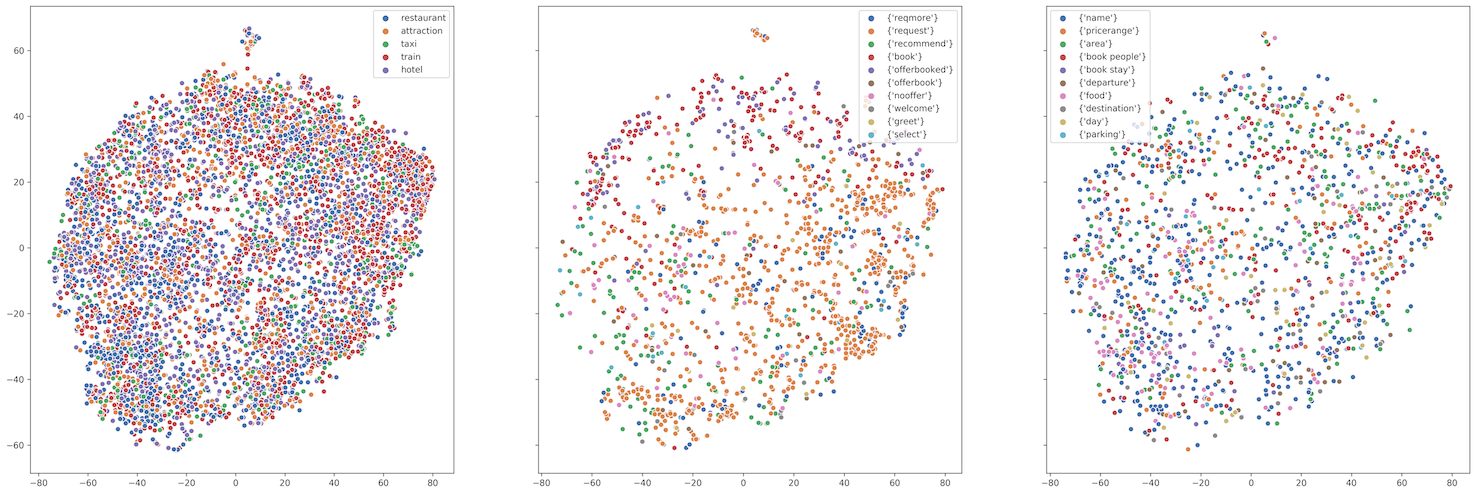 restaurant
attraction
taxi
train
hotel
60
40
20
0
−20
−40
−60
−80 −60 −40 −20 0 20 40 60 80
{'reqmore'}
{'request'}
{'recommend'}
{'book'}
{'offerbooked'}
{'offerbook'}
{'nooffer'}
{'welcome'}
{'greet'}
{'select'}
−80 −60 −40 −20 0 20 40 60 80
{'name'}
{'pricerange'}
{'area'}
{'book people'}
{'book stay'}
{'departure'}
{'food'}
{'destination'}
{'day'}
{'parking'}
−80 −60 −40 −20 0 20 40 60 80